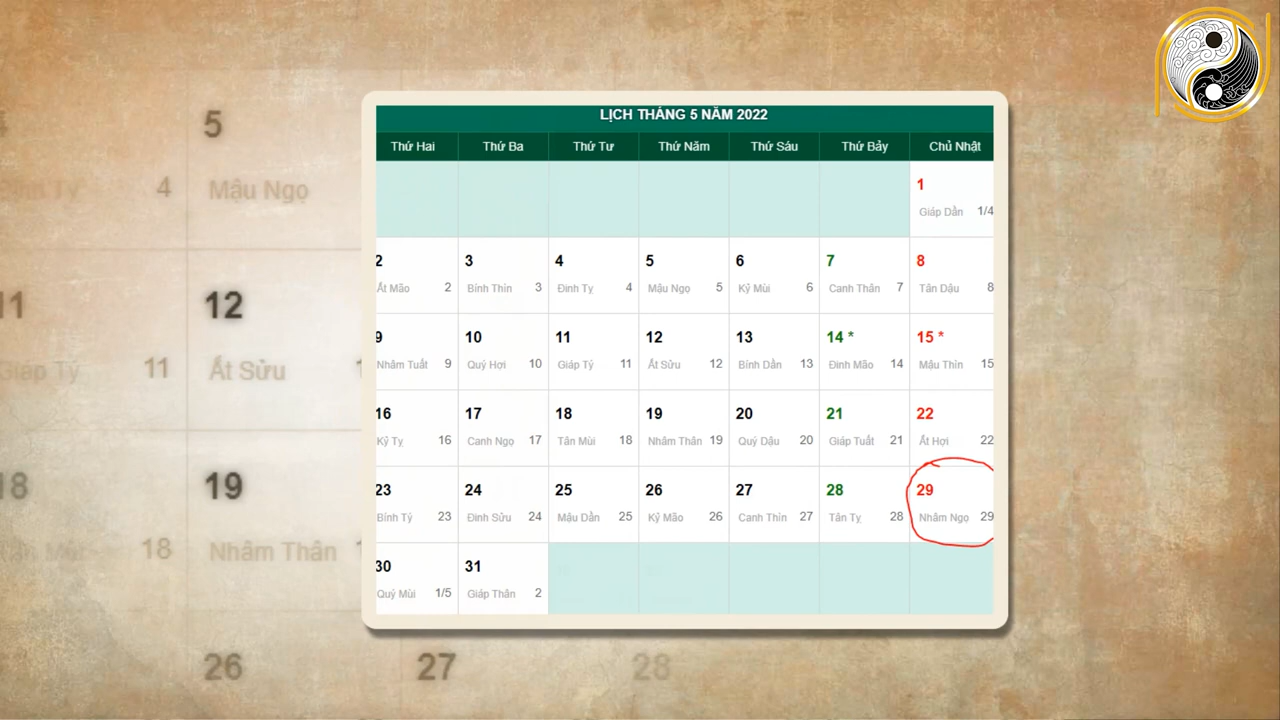 LỊCH THÁNG 5 NĂM 2022
Thứ Hai Thứ Ba Thứ Tư Thứ Năm Thứ Sáu Thứ Bảy Chủ Nhật
1
Giáp Dần 1/4
2 3 4 5 6 7 8
Ất Mão 2 Bính Thìn 3 Đinh Tỵ 4 Mậu Ngọ 5 Kỷ Mùi 6 Canh Thân 7 Tân Dậu 8
9 10 11 12 13 14 * 15 *
Nhâm Tuất 9 Quý Hợi 10 Giáp Tý 11 Ất Sửu 12 Bính Dần 13 Đinh Mão 14 Mậu Thìn 15
16 17 18 19 20 21 22
Kỷ Tỵ 16 Canh Ngọ 17 Tân Mùi 18 Nhâm Thân 19 Quý Dậu 20 Giáp Tuất 21 Ất Hợi 22
23 24 25 26 27 28 29
Bính Tý 23 Đinh Sửu 24 Mậu Dần 25 Kỷ Mão 26 Canh Thìn 27 Tân Tỵ 28 Nhâm Ngọ 29
30 31
Quý Mùi 1/5 Giáp Thân 2
5
4 Mậu Ngọ
11 12
Giáp Tý 11 Ất Sửu
18 19
18 Nhâm Thân
26 27 28